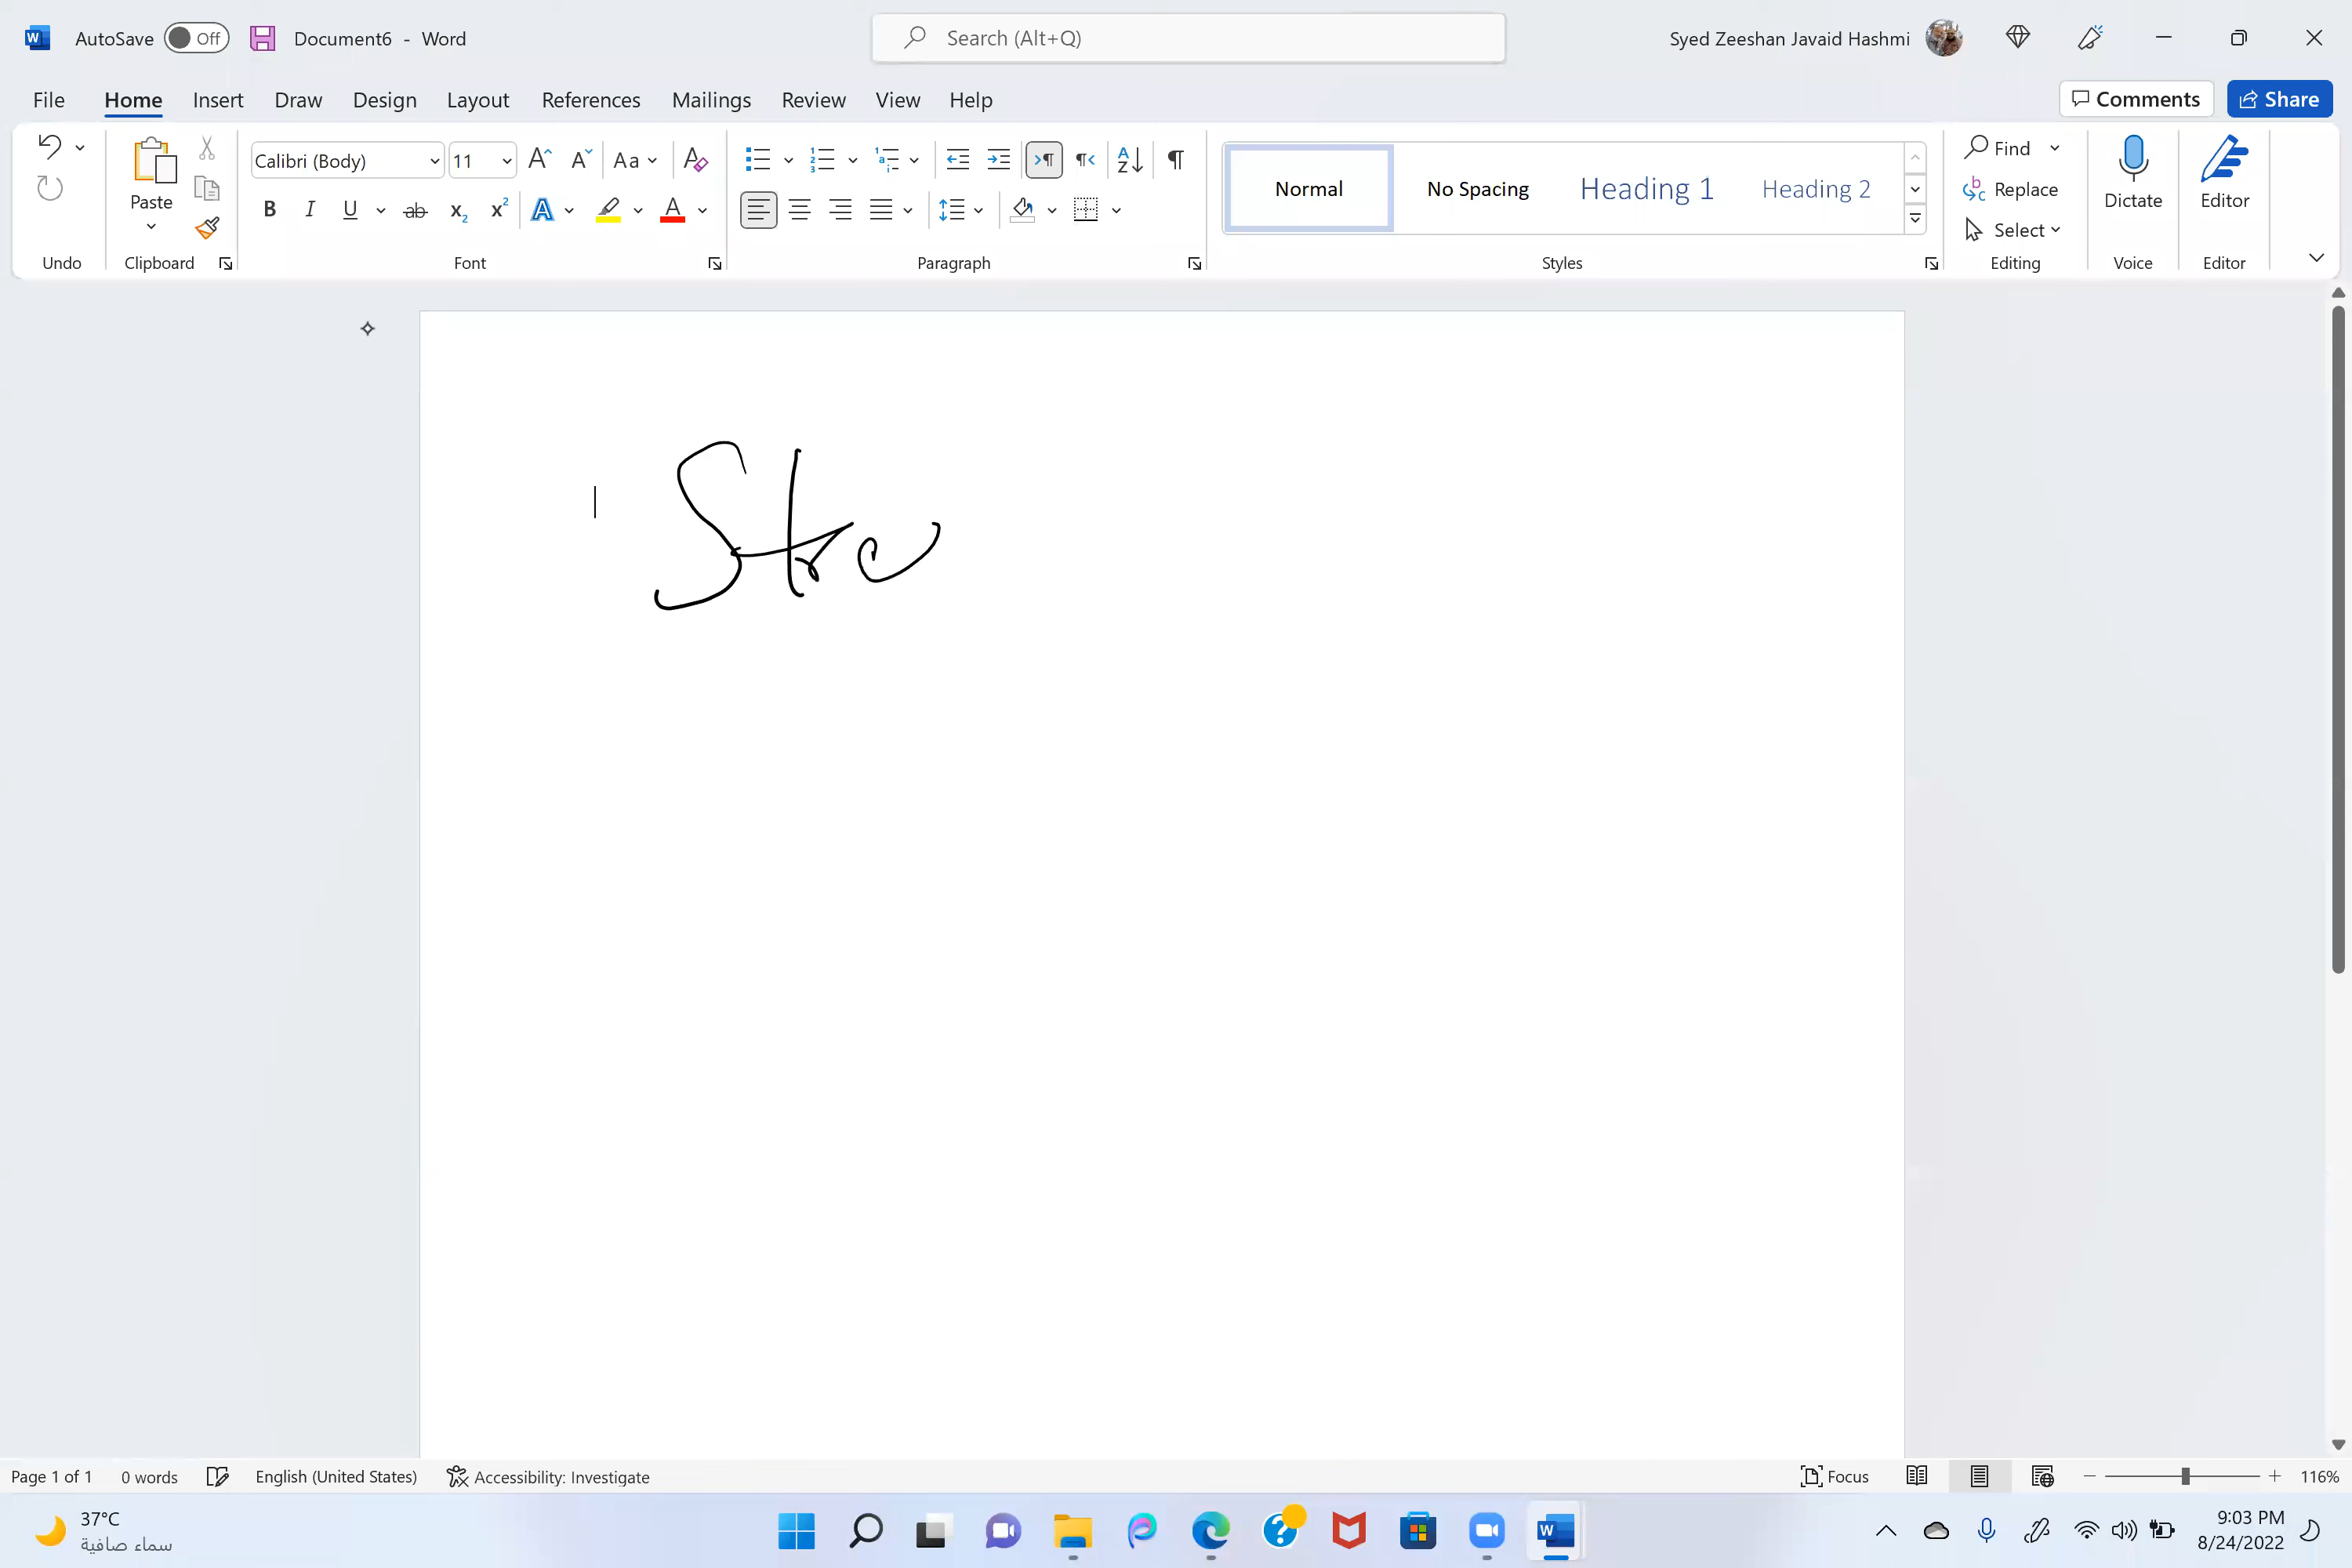 AutoSave Off Document6 - Word Search (Alt+Q) Syed Zeeshan Javaid Hashmi
File Home Insert Draw Design Layout References Mailings Review View Help Comments Share
Calibri (Body) 11 Normal No Spacing Heading 1 Heading 2 Find
Replace
Paste Select Dictate Editor
Undo Clipboard Font Paragraph Styles Editing Voice Editor
Page 1 of 1 0 words English (United States) Accessibility: Investigate Focus 116%
37°C 9:03 PM
سماء صافية 8/24/2022